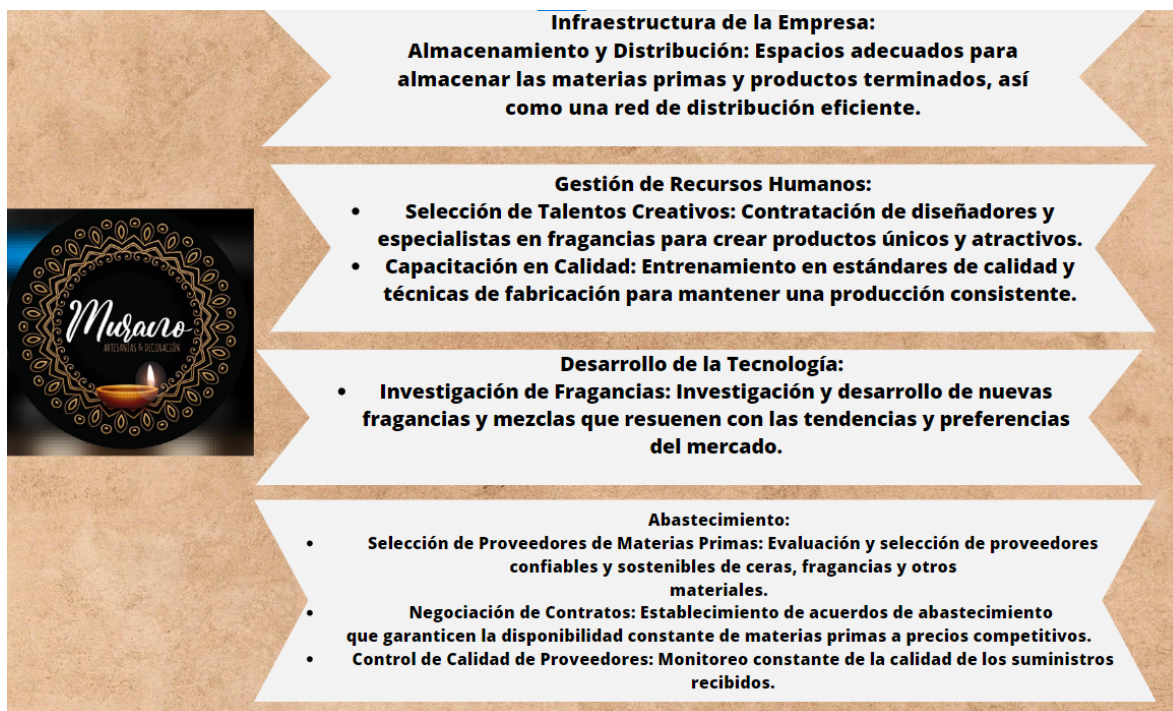 Infraestructura de la Empresa:
Almacenamiento y Distribución: Espacios adecuados para
almacenar las materias primas y productos terminados, así
como una red de distribución eficiente.
Gestión de Recursos Humanos:
• Selección de Talentos Creativos: Contratación de diseñadores y
especialistas en fragancias para crear productos únicos y atractivos.
• Capacitación en Calidad: Entrenamiento en estándares de calidad y
técnicas de fabricación para mantener una producción consistente.
Murano
ARTESANÍAS & DECORACIÓN
Desarrollo de la Tecnología:
• Investigación de Fragancias: Investigación y desarrollo de nuevas
fragancias y mezclas que resuenen con las tendencias y preferencias
del mercado.
Abastecimiento:
• Selección de Proveedores de Materias Primas: Evaluación y selección de proveedores
confiables y sostenibles de ceras, fragancias y otros
materiales.
• Negociación de Contratos: Establecimiento de acuerdos de abastecimiento
que garanticen la disponibilidad constante de materias primas a precios competitivos.
• Control de Calidad de Proveedores: Monitoreo constante de la calidad de los suministros
recibidos.